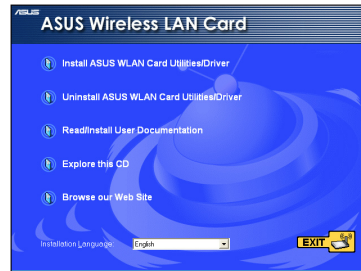 ASUS
ASUS Wireless LAN Card
Install ASUS WLAN Card Utilities/Driver
Uninstall ASUS WLAN Card Utilities/Driver
Read/Install User Documentation
Explore this CD
Browse our Web Site
Installation Language: English
EXIT